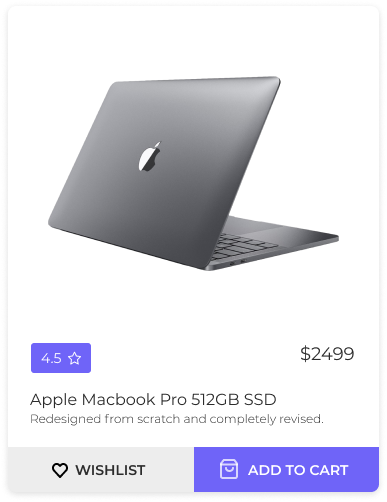 4.5
$2499
Apple Macbook Pro 512GB SSD
Redesigned from scratch and completely revised.
WISHLIST
ADD TO CART